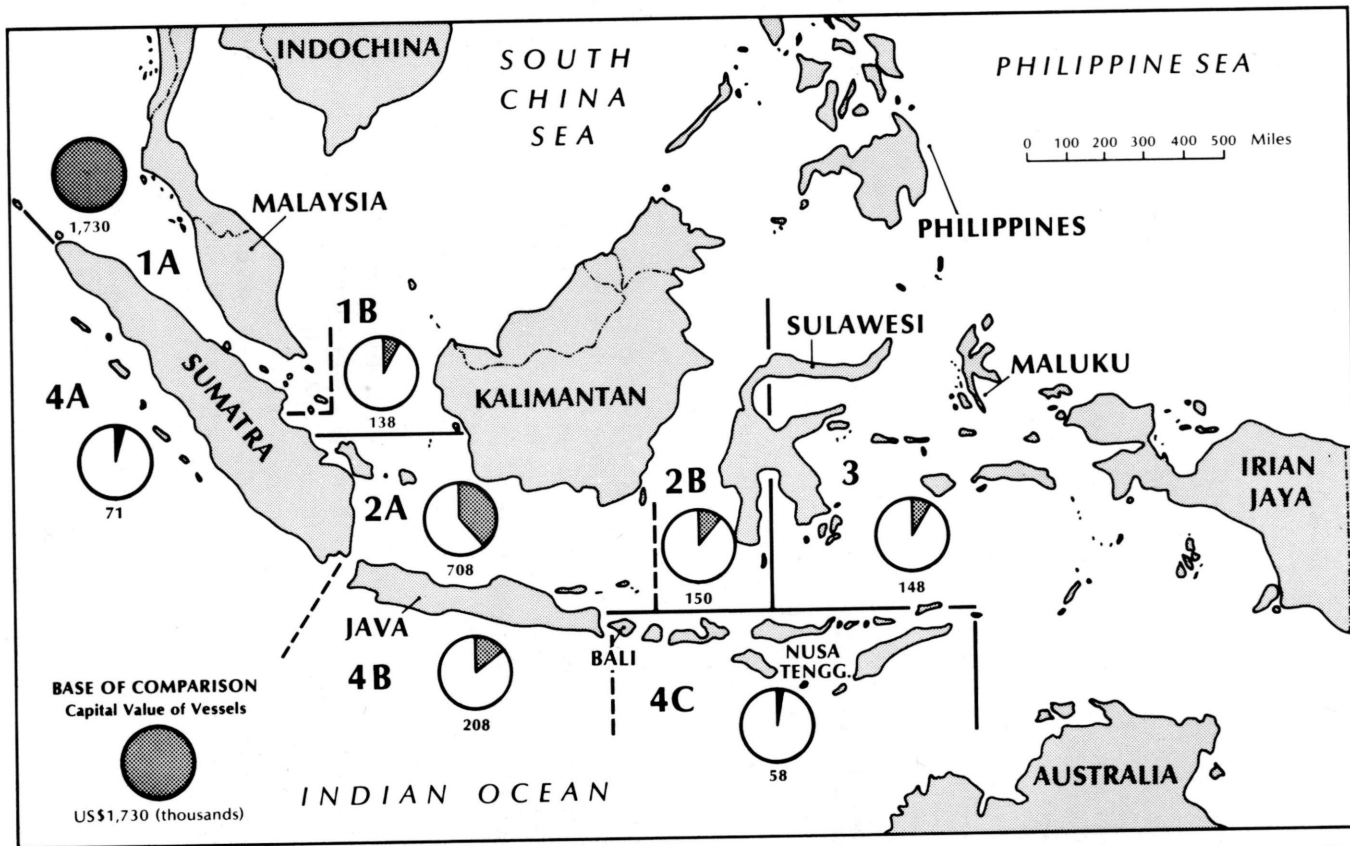 INDOCHINA
SOUTH
CHINA
SEA
PHILIPPINE SEA
0 100 200 300 400 500 Miles
1,730
MALAYSIA
PHILIPPINES
1A
1B
138
SULAWESI
MALUKU
SUMATRA
KALIMANTAN
4A
71
2A
708
2B
150
3
148
IRIAN
JAYA
JAVA
4B
208
BALI
NUSA
TENGG.
4C
58
BASE OF COMPARISON
Capital Value of Vessels
US$1,730 (thousands)
INDIAN OCEAN
AUSTRALIA